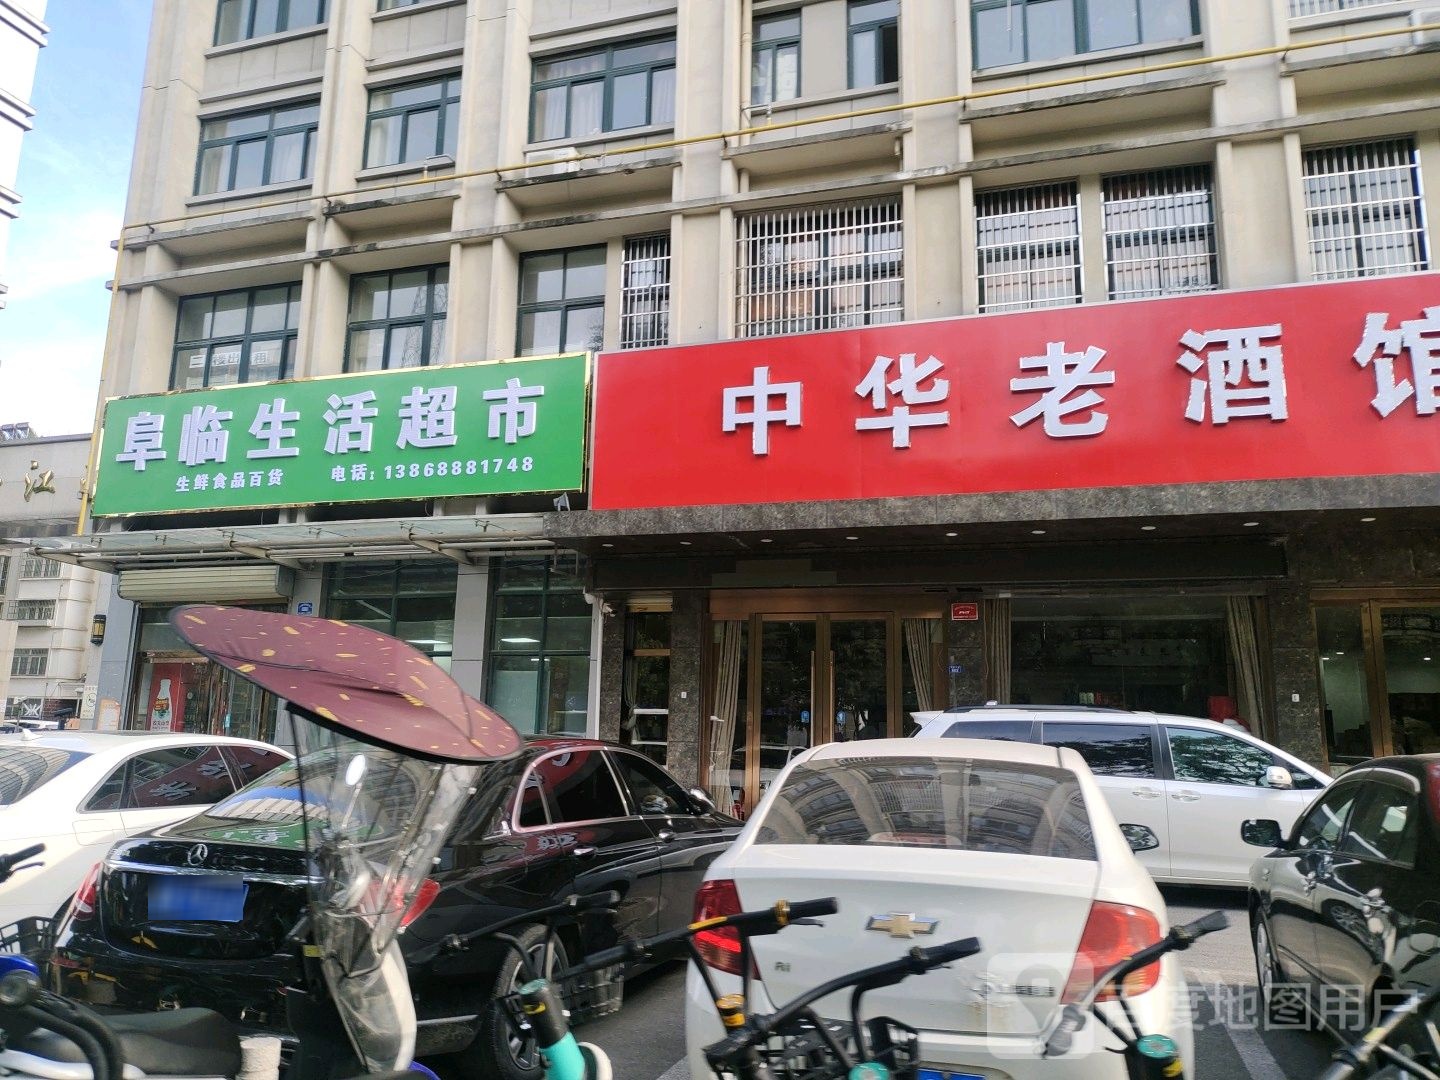 阜临生活超市
生鲜食品百货 电话:13868881748
中华老酒馆
江
百度地图用户